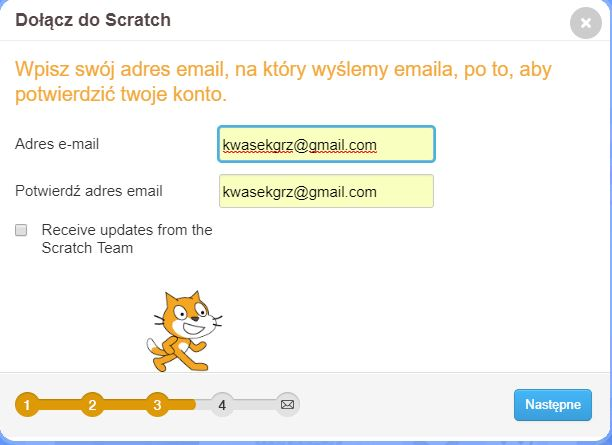 Dołącz do Scratch
Wpisz swój adres email, na który wyślemy emaila, po to, aby
potwierdzić twoje konto.
Adres e-mail
kwasekgrz@gmail.com
Potwierdź adres email
kwasekgrz@gmail.com
Receive updates from the
Scratch Team
1 2 3 4
Następne